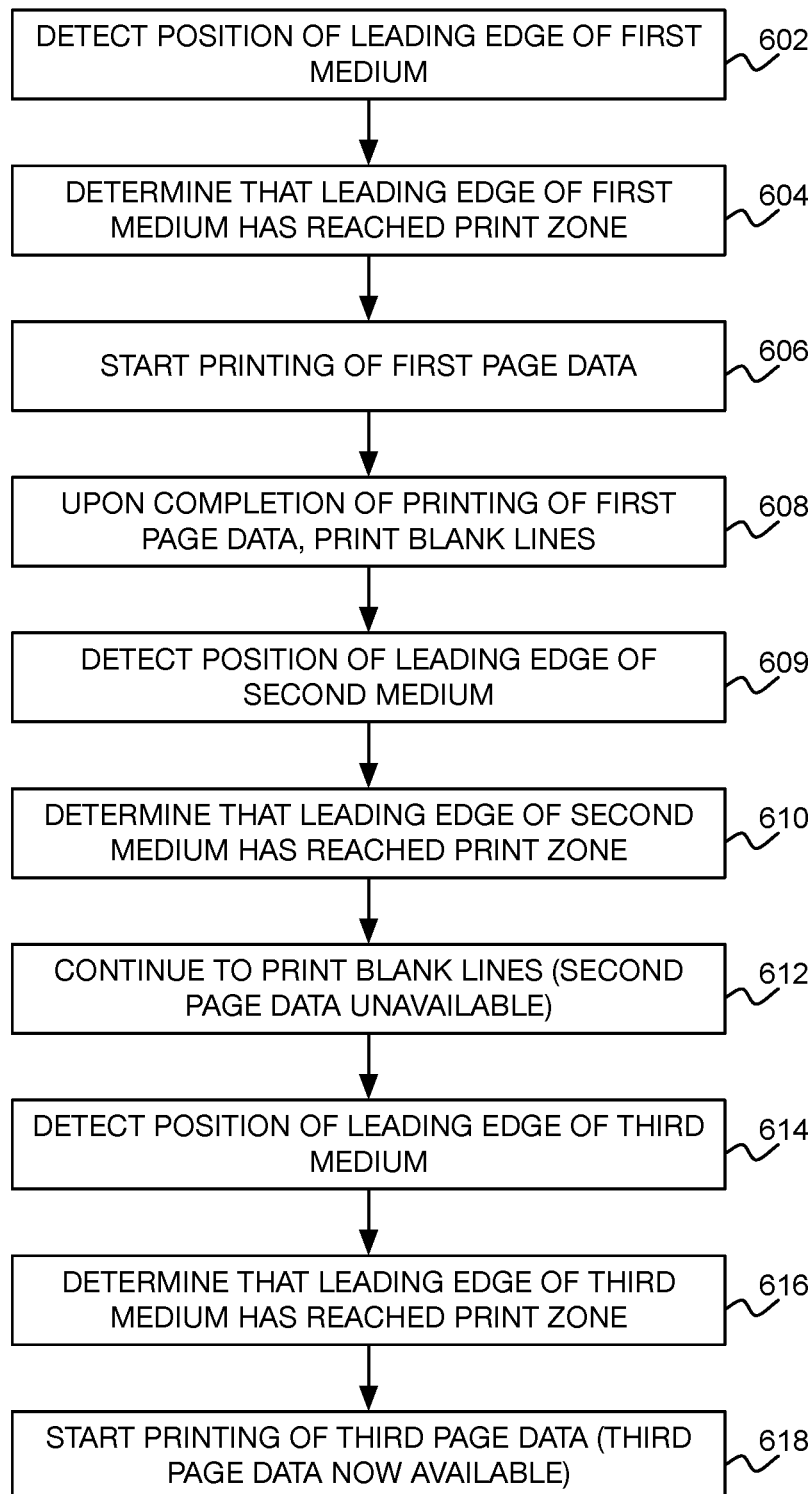 DETECT POSITION OF LEADING EDGE OF FIRST
MEDIUM
602
DETERMINE THAT LEADING EDGE OF FIRST
MEDIUM HAS REACHED PRINT ZONE
604
START PRINTING OF FIRST PAGE DATA
606
UPON COMPLETION OF PRINTING OF FIRST
PAGE DATA, PRINT BLANK LINES
608
DETECT POSITION OF LEADING EDGE OF
SECOND MEDIUM
609
DETERMINE THAT LEADING EDGE OF SECOND
MEDIUM HAS REACHED PRINT ZONE
610
CONTINUE TO PRINT BLANK LINES (SECOND
PAGE DATA UNAVAILABLE)
612
DETECT POSITION OF LEADING EDGE OF THIRD
MEDIUM
614
DETERMINE THAT LEADING EDGE OF THIRD
MEDIUM HAS REACHED PRINT ZONE
616
START PRINTING OF THIRD PAGE DATA (THIRD
PAGE DATA NOW AVAILABLE)
618